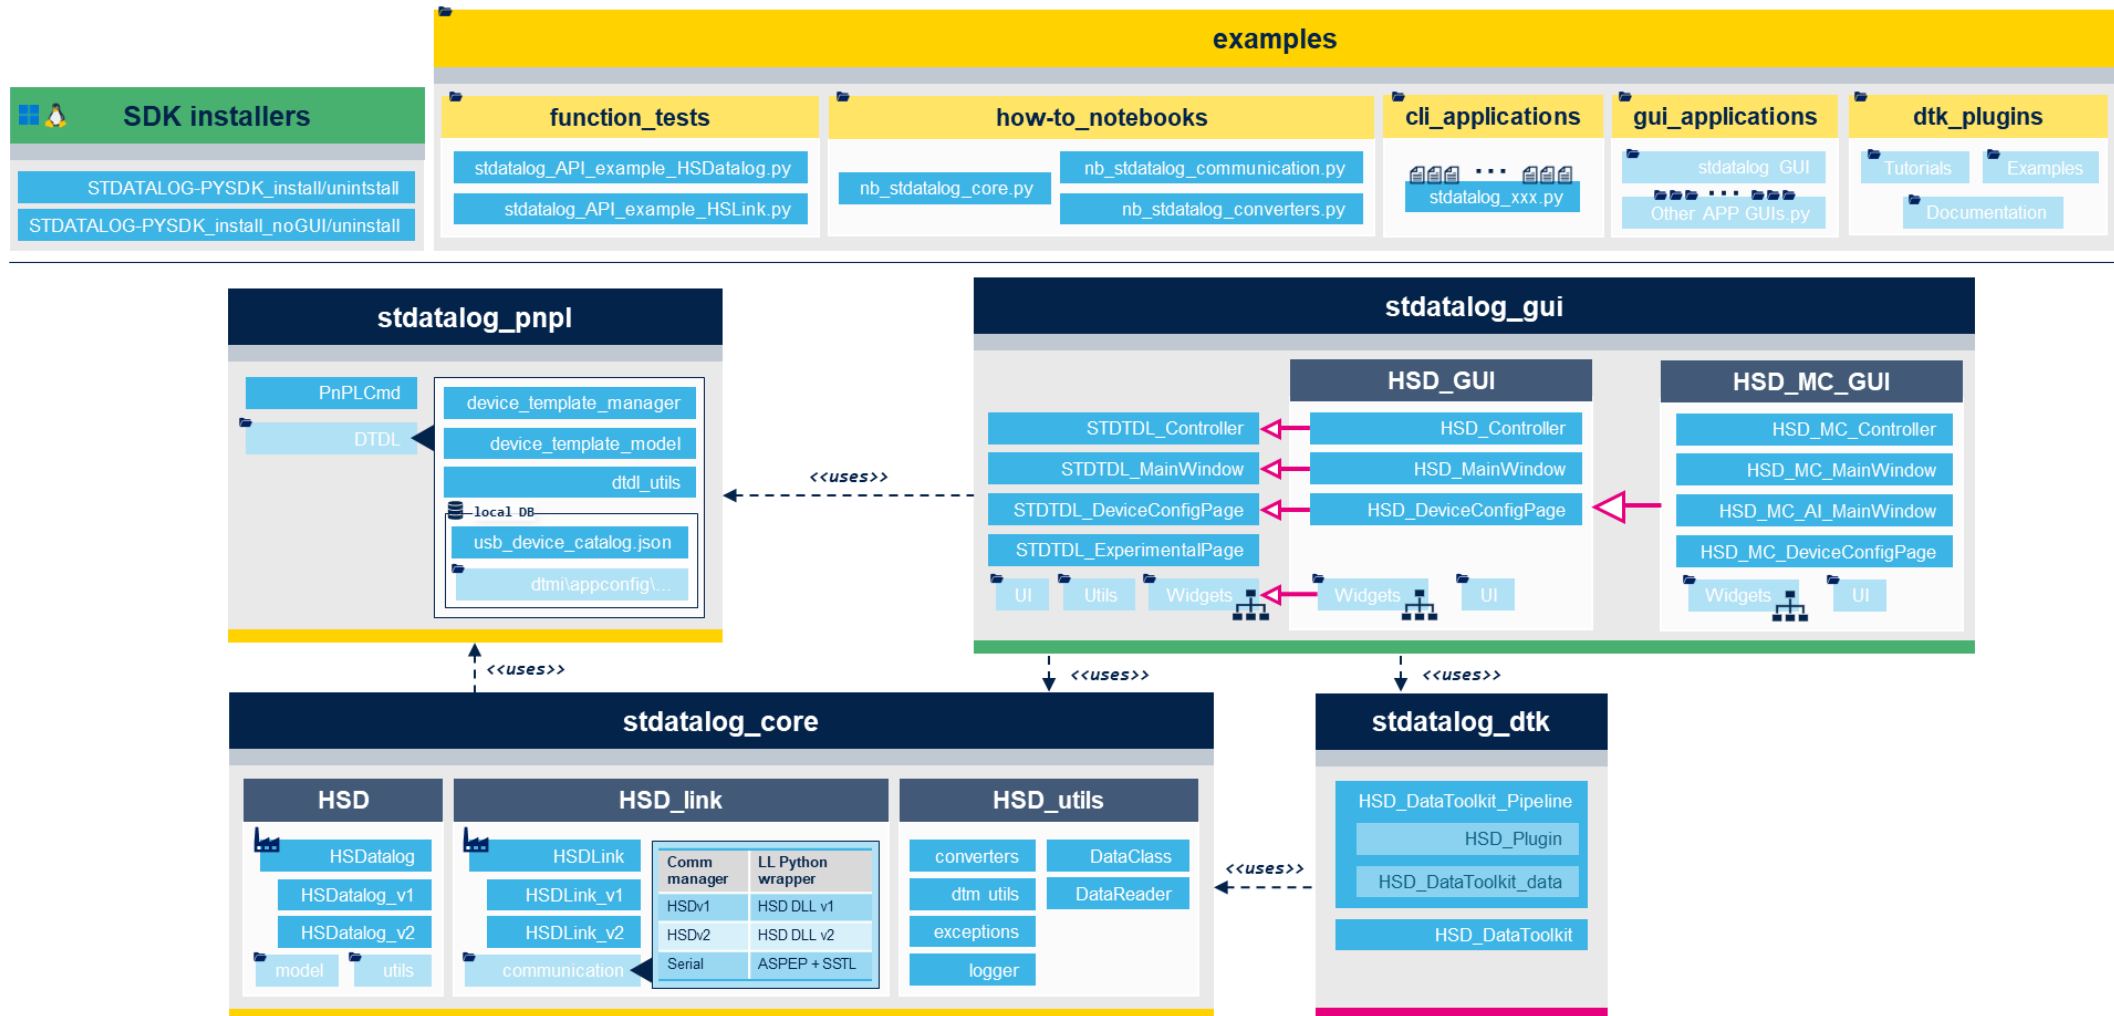 examples
SDK installers
STDATALOG-PYSDK_install/unintstall
STDATALOG-PYSDK_install_noGUI/uninstall
function_tests
stdatalog_API_example_HSDatalog.py
stdatalog_API_example_HSLink.py
how-to_notebooks
nb_stdatalog_core.py
nb_stdatalog_communication.py
nb_stdatalog_converters.py
cli_applications
...
stdatalog_xxx.py
gui_applications
stdatalog GUI
...
Other APP GUIs.py
dtk_plugins
Tutorials
Examples
Documentation
stdatalog_pnpl
PnPLCmd
DTDL
device_template_manager
device_template_model
dtdl_utils
local DB
usb_device_catalog.json
dtmi\appconfig\...
<<uses>>
stdatalog_gui
STDTDL_Controller
STDTDL_MainWindow
STDTDL_DeviceConfigPage
STDTDL_ExperimentalPage
UI
Utils
Widgets
HSD_GUI
HSD_Controller
HSD_MainWindow
HSD_DeviceConfigPage
Widgets
UI
HSD_MC_GUI
HSD_MC_Controller
HSD_MC_MainWindow
HSD_MC_AI_MainWindow
HSD_MC_DeviceConfigPage
Widgets
UI
<<uses>>
<<uses>>
<<uses>>
stdatalog_core
HSD
HSDatalog
HSDatalog_v1
HSDatalog_v2
model
utils
HSD_link
HSDLink
HSDLink_v1
HSDLink_v2
communication
Comm manager
LL Python wrapper
HSDv1
HSD DLL v1
HSDv2
HSD DLL v2
Serial
ASPEP + SSTL
HSD_utils
converters
dtm utils
exceptions
logger
DataClass
DataReader
<<uses>>
stdatalog_dtk
HSD_DataToolkit_Pipeline
HSD_Plugin
HSD_DataToolkit_data
HSD_DataToolkit